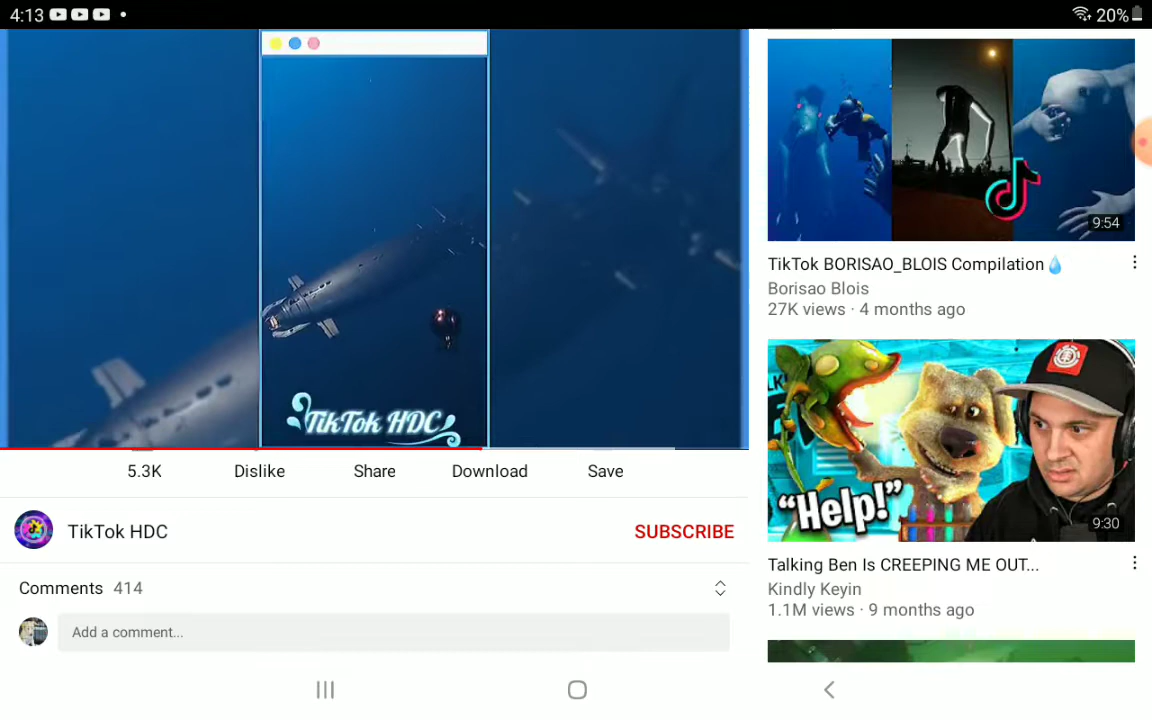 4:13
20%
TikTok HDC
5.3K
Dislike
Share
Download
Save
TikTok HDC
SUBSCRIBE
Comments 414
Add a comment...
9:54
TikTok BORISAO_BLOIS Compilation💧
Borisao Blois
27K views · 4 months ago
"Help!"
9:30
Talking Ben Is CREEPING ME OUT...
Kindly Keyin
1.1M views · 9 months ago